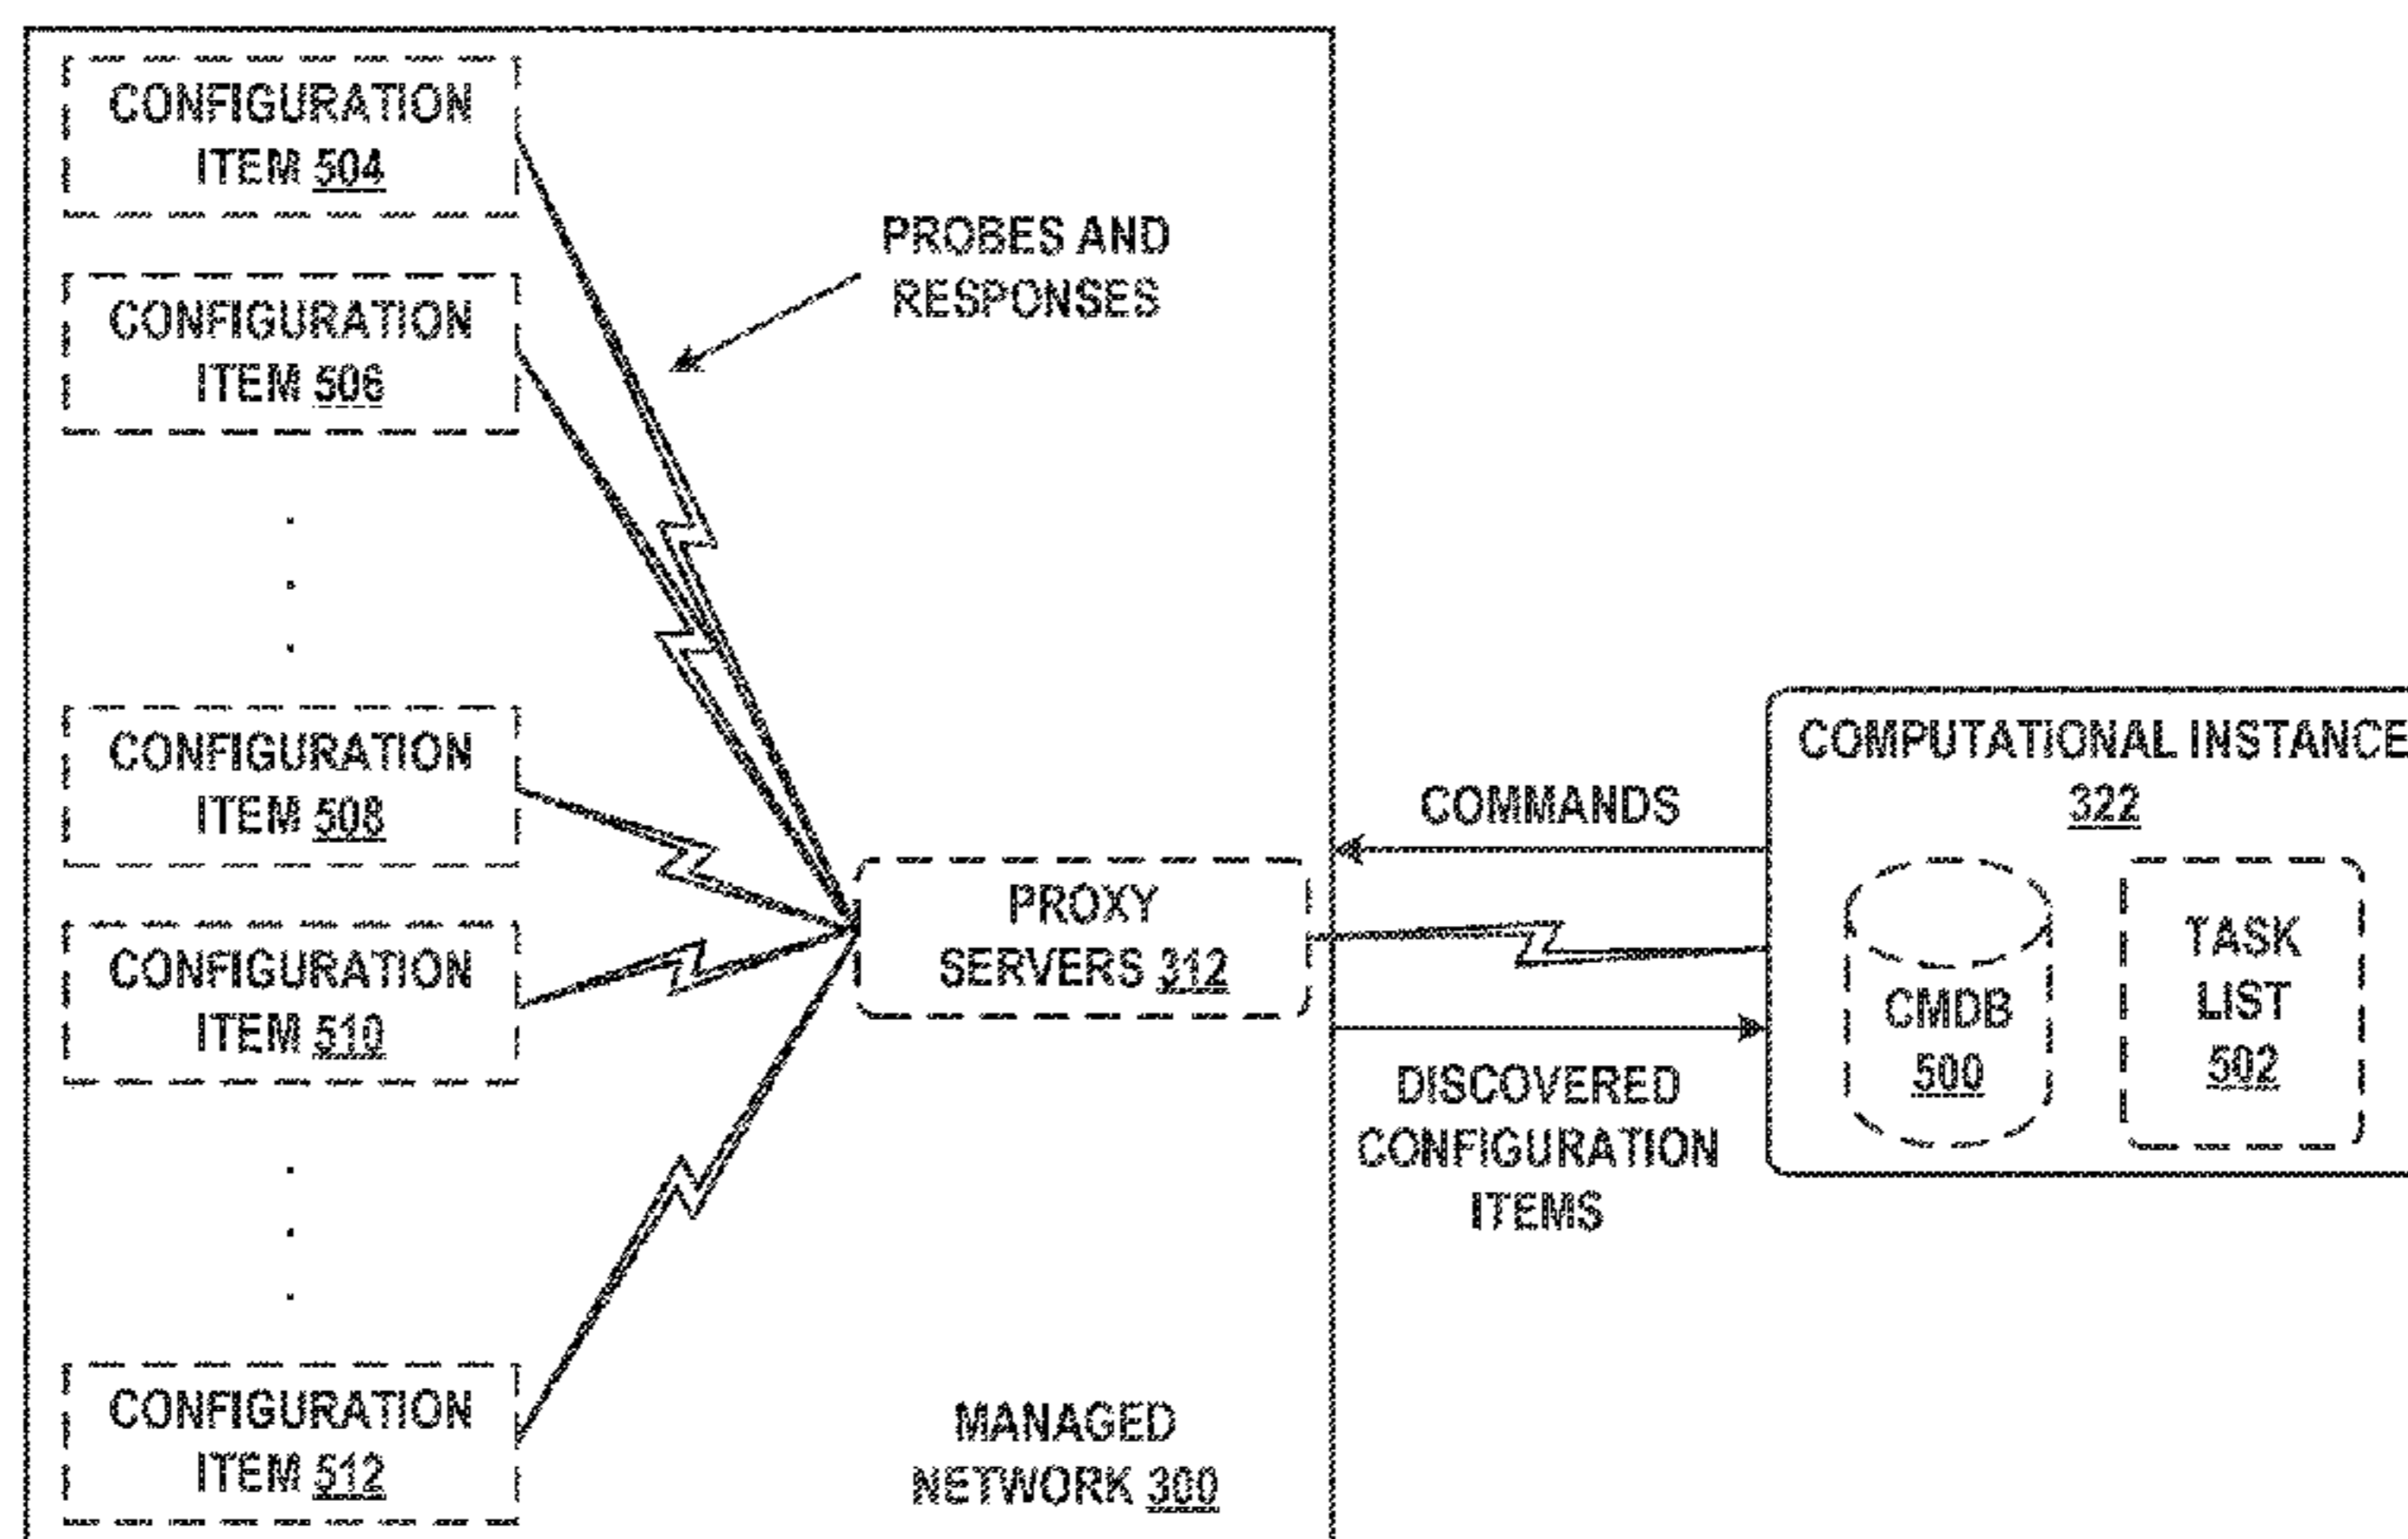 CONFIGURATION
ITEM 504
PROBES AND
RESPONSES
CONFIGURATION
ITEM 506
CONFIGURATION
ITEM 508
CONFIGURATION
ITEM 510
CONFIGURATION
ITEM 512
PROXY
SERVERS 312
MANAGED
NETWORK 300
COMMANDS
DISCOVERED
CONFIGURATION
ITEMS
COMPUTATIONAL INSTANCE
322
CMDB
500
TASK
LIST
502